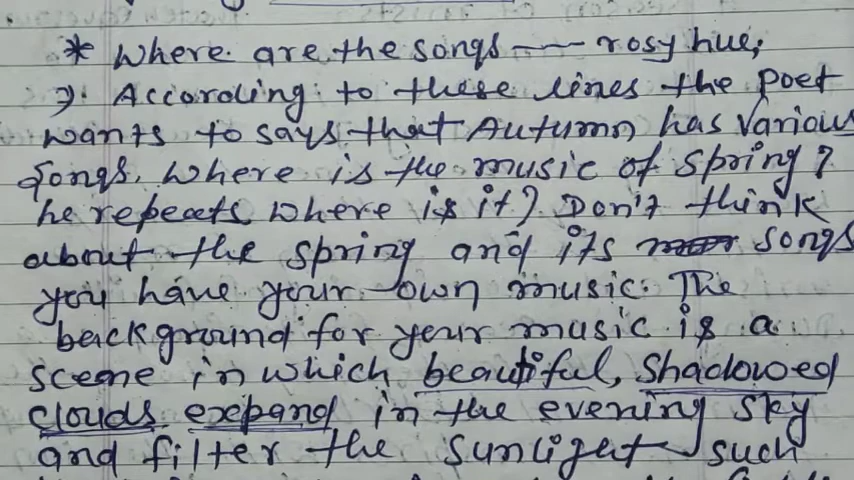 * Where are the songs —— rosy hue;
⇒. According to these lines the poet
wants to says that Autumn has various
songs. Where is the music of spring?
he repeats where is it? Don't think
about the spring and its songs
you have your own music. The
background for your music is a
scene in which beautiful, shadowed
clouds expand in the evening sky
and filter the sunlight such